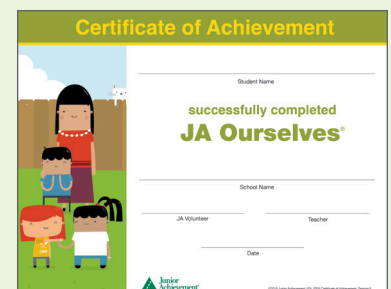 Certificate of Achievement
Student Name
successfully completed
JA Ourselves®
School Name
JA Volunteer
Teacher
Date
Junior
Achievement